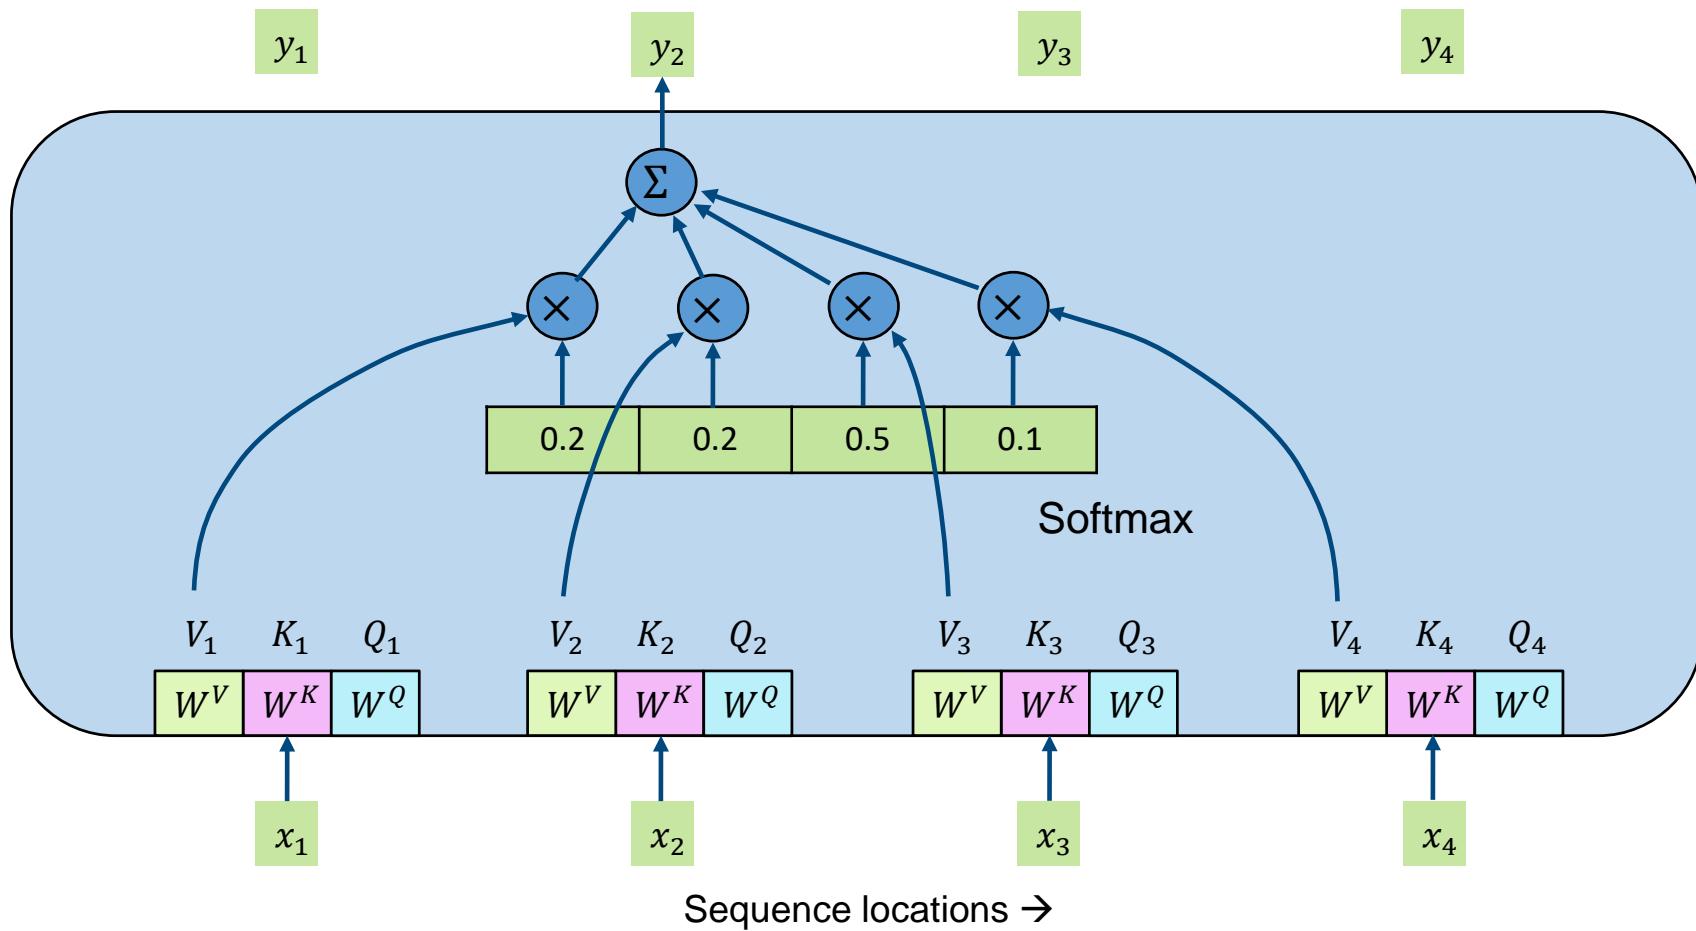 y₁ y₂ y₃ y₄
Σ
× × × ×
0.2 0.2 0.5 0.1
Softmax
V₁ K₁ Q₁ V₂ K₂ Q₂ V₃ K₃ Q₃ V₄ K₄ Q₄
W^V W^K W^Q W^V W^K W^Q W^V W^K W^Q W^V W^K W^Q
x₁ x₂ x₃ x₄
Sequence locations →